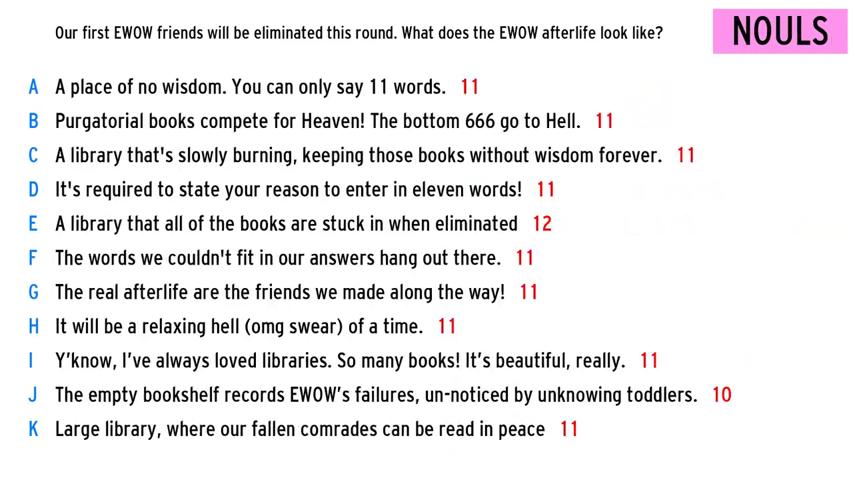 Our first EWOW friends will be eliminated this round. What does the EWOW afterlife look like?
NOULS
A A place of no wisdom. You can only say 11 words. 11
B Purgatorial books compete for Heaven! The bottom 666 go to Hell. 11
C A library that's slowly burning, keeping those books without wisdom forever. 11
D It's required to state your reason to enter in eleven words! 11
E A library that all of the books are stuck in when eliminated 12
F The words we couldn't fit in our answers hang out there. 11
G The real afterlife are the friends we made along the way! 11
H It will be a relaxing hell (omg swear) of a time. 11
I Y’know, I’ve always loved libraries. So many books! It’s beautiful, really. 11
J The empty bookshelf records EWOW’s failures, un-noticed by unknowing toddlers. 10
K Large library, where our fallen comrades can be read in peace 11